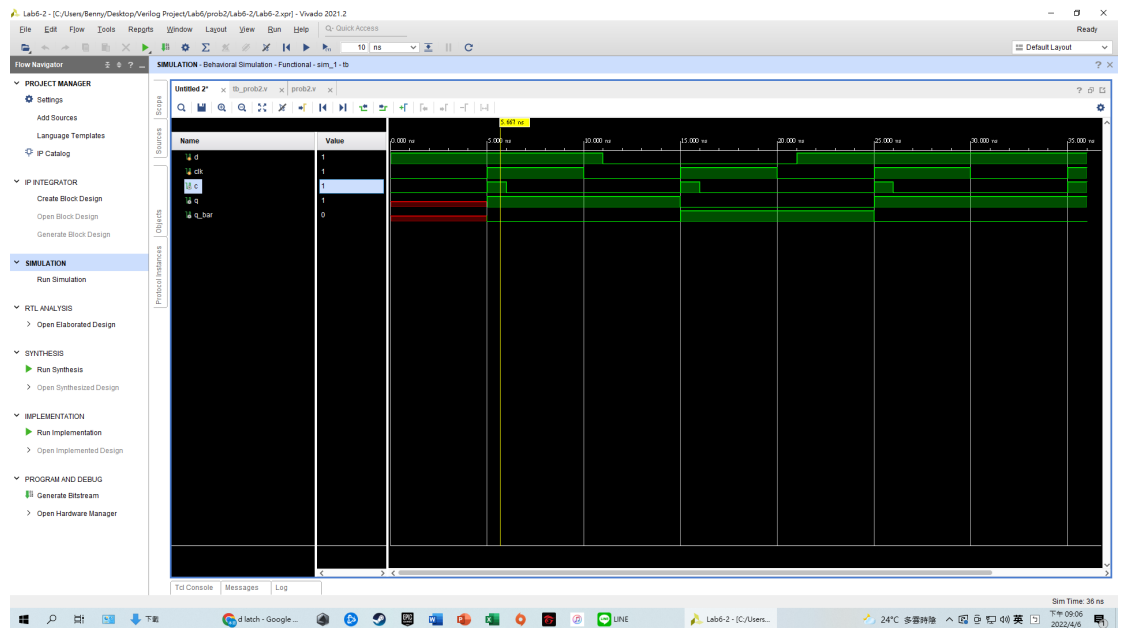 Lab6-2 - [C:/Users/Benny/Desktop/Verilog Project/Lab6/prob2/Lab6-2/Lab6-2.xpr] - Vivado 2021.2
File Edit Flow Tools Reports Window Layout View Run Help Q- Quick Access Ready
10 ns Default Layout
Flow Navigator SIMULATION - Behavioral Simulation - Functional - sim_1 - tb
PROJECT MANAGER
Settings
Add Sources
Language Templates
IP Catalog
IP INTEGRATOR
Create Block Design
Open Block Design
Generate Block Design
SIMULATION
Run Simulation
RTL ANALYSIS
Open Elaborated Design
SYNTHESIS
Run Synthesis
Open Synthesized Design
IMPLEMENTATION
Run Implementation
Open Implemented Design
PROGRAM AND DEBUG
Generate Bitstream
Open Hardware Manager
Scope
Sources
Objects
Protocol Instances
Untitled 2* tb_prob2.v prob2.v
5.667 ns
Name Value 0.000 ns 5.000 ns 10.000 ns 15.000 ns 20.000 ns 25.000 ns 30.000 ns 35.000 ns
d 1
clk 1
c 1
q 1
q_bar 0
Tcl Console Messages Log
Sim Time: 36 ns
下載 d latch - Google ... LINE Lab6-2 - [C:/Users... 24°C 多雲時陰 英 下午 09:06
2022/4/6